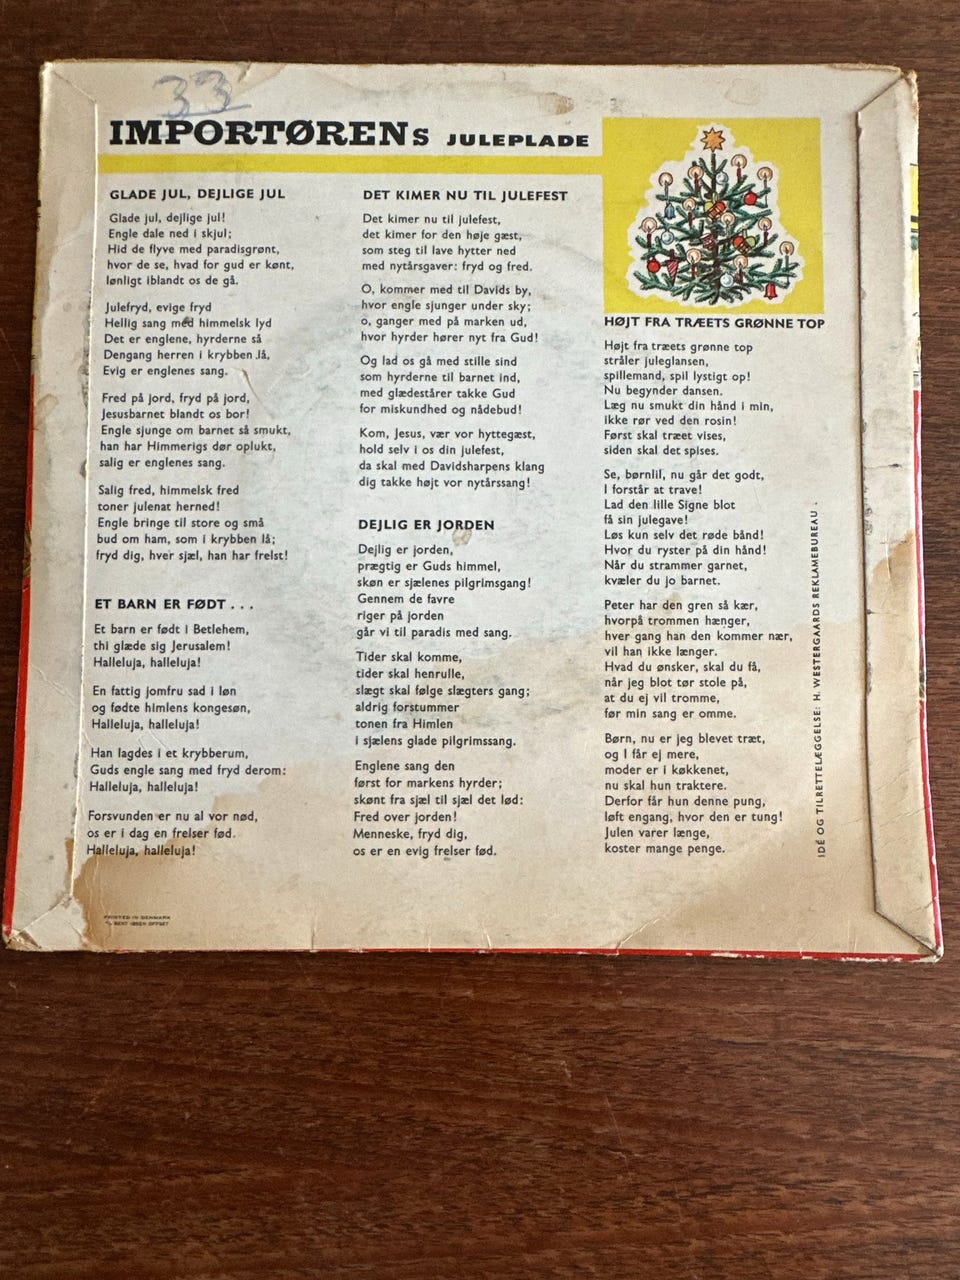 33
IMPORTØRENs JULEPLADE
GLADE JUL, DEJLIGE JUL
Glade jul, dejlige jul!
Engle dale ned i skjul;
Hid de flyve med paradisgrønt,
hvor de se, hvad for gud er kønt,
lønligt iblandt os de gå.
Julefryd, evige fryd
Hellig sang med himmelsk lyd
Det er englene, hyrderne så
Dengang herren i krybben lå,
Evig er englenes sang.
Fred på jord, fryd på jord,
Jesusbarnet blandt os bor!
Engle sjunge om barnet så smukt,
han har Himmerigs dør oplukt,
salig er englenes sang.
Salig fred, himmelsk fred
toner julenat herned!
Engle bringe til store og små
bud om ham, som i krybben lå;
fryd dig, hver sjæl, han har frelst!
ET BARN ER FØDT . . .
Et barn er født i Betlehem,
thi glæde sig Jerusalem!
Halleluja, halleluja!
En fattig jomfru sad i løn
og fødte himlens kongesøn,
Halleluja, halleluja!
Han lagdes i et krybberum,
Guds engle sang med fryd derom:
Halleluja, halleluja!
Forsvunden er nu al vor nød,
os er i dag en frelser fød.
Halleluja, halleluja!
PRINTED IN DENMARK
DET KIMER NU TIL JULEFEST
Det kimer nu til julefest,
det kimer for den høje gæst,
som steg til lave hytter ned
med nytårsgaver: fryd og fred.
O, kommer med til Davids by,
hvor engle sjunger under sky;
o, ganger med på marken ud,
hvor hyrder hører nyt fra Gud!
Og lad os gå med stille sind
som hyrderne til barnet ind,
med glædestårer takke Gud
for miskundhed og nådebud!
Kom, Jesus, vær vor hyttegæst,
hold selv i os din julefest,
da skal med Davidsharpens klang
dig takke højt vor nytårssang!
DEJLIG ER JORDEN
Dejlig er jorden,
prægtig er Guds himmel,
skøn er sjælenes pilgrimsgang!
Gennem de favre
riger på jorden
går vi til paradis med sang.
Tider skal komme,
tider skal henrulle,
slægt skal følge slægters gang;
aldrig forstummer
tonen fra Himlen
i sjælens glade pilgrimssang.
Englene sang den
først for markens hyrder;
skønt fra sjæl til sjæl det lød:
Fred over jorden!
Menneske, fryd dig,
os er en evig frelser fød.
HØJT FRA TRÆETS GRØNNE TOP
Højt fra træets grønne top
stråler juleglansen,
spillemand, spil lystigt op!
Nu begynder dansen.
Læg nu smukt din hånd i min,
ikke rør ved den rosin!
Først skal træet vises,
siden skal det spises.
Se, børnlil, nu går det godt,
I forstår at trave!
Lad den lille Signe blot
få sin julegave!
Løs kun selv det røde bånd!
Hvor du ryster på din hånd!
Når du strammer garnet,
kvæler du jo barnet.
Peter har den gren så kær,
hvorpå trommen hænger,
hver gang han den kommer nær,
vil han ikke længer.
Hvad du ønsker, skal du få,
når jeg blot tør stole på,
at du ej vil tromme,
før min sang er omme.
Børn, nu er jeg blevet træt,
og I får ej mere,
moder er i køkkenet,
nu skal hun traktere.
Derfor får hun denne pung,
løft engang, hvor den er tung!
Julen varer længe,
koster mange penge.
IDÉ OG TILRETTELÆGGELSE: H. WESTERGAARDS REKLAMEBUREAU.